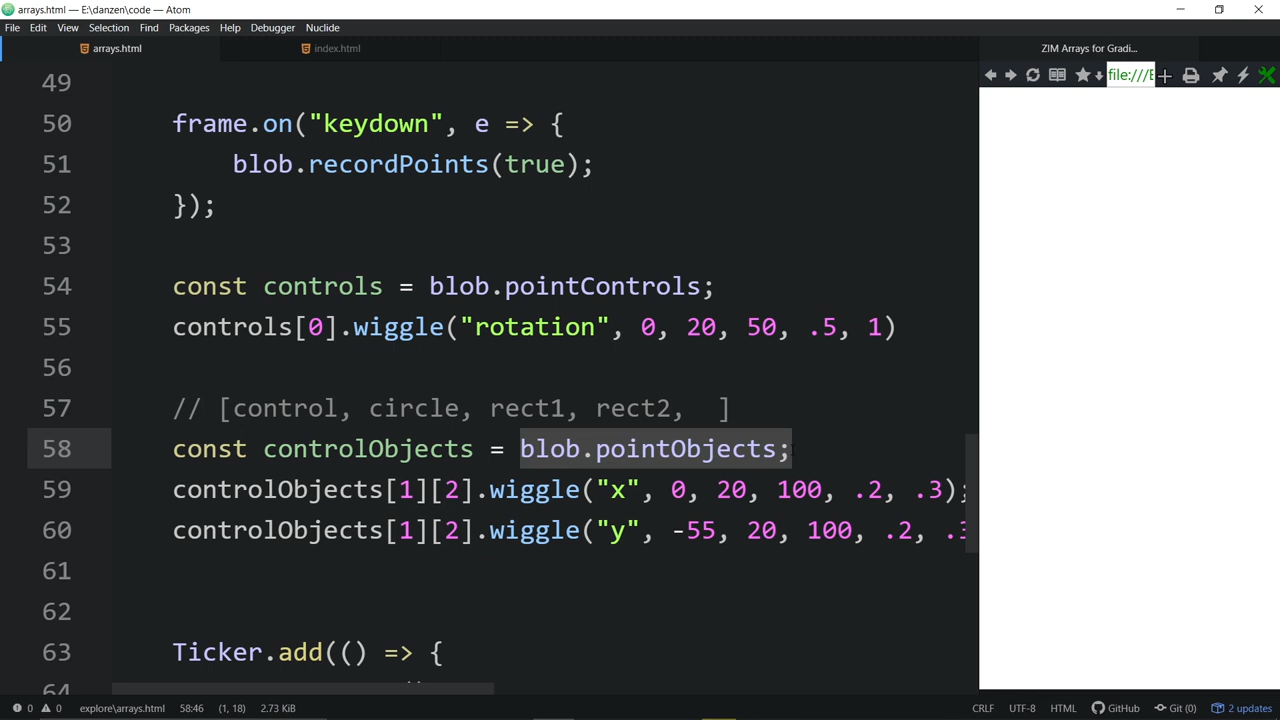 arrays.html — E:\danzen\code — Atom
File Edit View Selection Find Packages Help Debugger Nuclide
arrays.html index.html ZIM Arrays for Gradi...
file:///E
49
50 frame.on("keydown", e => {
51 blob.recordPoints(true);
52 });
53
54 const controls = blob.pointControls;
55 controls[0].wiggle("rotation", 0, 20, 50, .5, 1)
56
57 // [control, circle, rect1, rect2,  ]
58 const controlObjects = blob.pointObjects;
59 controlObjects[1][2].wiggle("x", 0, 20, 100, .2, .3);
60 controlObjects[1][2].wiggle("y", -55, 20, 100, .2, .3
61
62
63 Ticker.add(() => {
64
0 0 explore\arrays.html 58:46 (1, 18) 2.73 KiB CRLF UTF-8 HTML GitHub Git (0) 2 updates